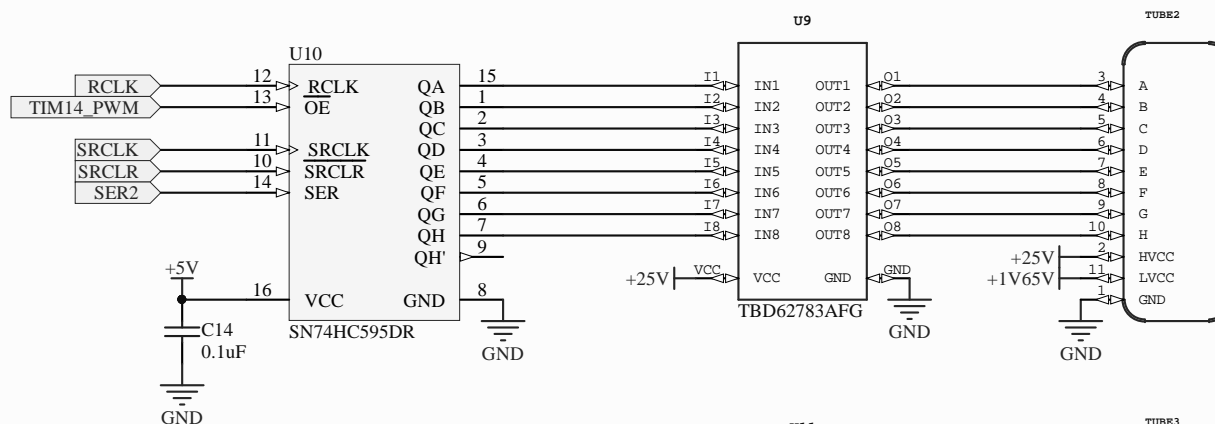 U9
TUBE2
U10
RCLK 12 RCLK QA 15 I1 IN1 OUT1 O1 3 A
TIM14_PWM 13 OE QB 1 I2 IN2 OUT2 O2 4 B
QC 2 I3 IN3 OUT3 O3 5 C
SRCLK 11 SRCLK QD 3 I4 IN4 OUT4 O4 6 D
SRCLR 10 SRCLR QE 4 I5 IN5 OUT5 O5 7 E
SER2 14 SER QF 5 I6 IN6 OUT6 O6 8 F
QG 6 I7 IN7 OUT7 O7 9 G
QH 7 I8 IN8 OUT8 O8 10 H
QH' 9 +25V 2 HVCC
+5V +25V VCC VCC GND GND +1V65V 11 LVCC
16 VCC GND 8 1 GND
SN74HC595DR TBD62783AFG
C14
0.1uF
GND GND GND
GND
TUBE3